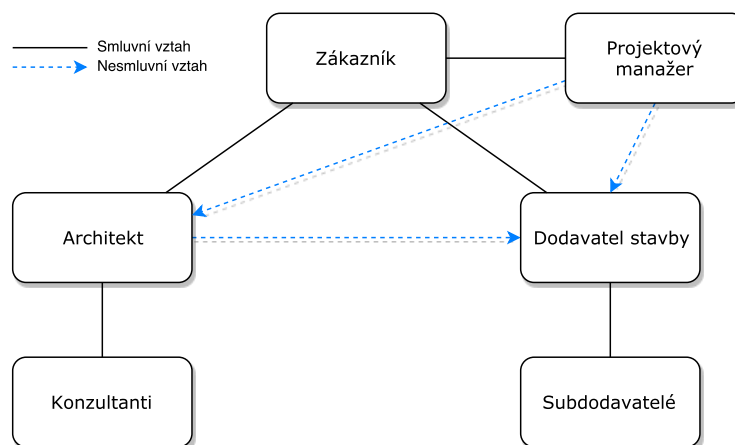 Smluvní vztah
Nesmluvní vztah
Zákazník
Projektový
manažer
Architekt
Dodavatel stavby
Konzultanti
Subdodavatelé